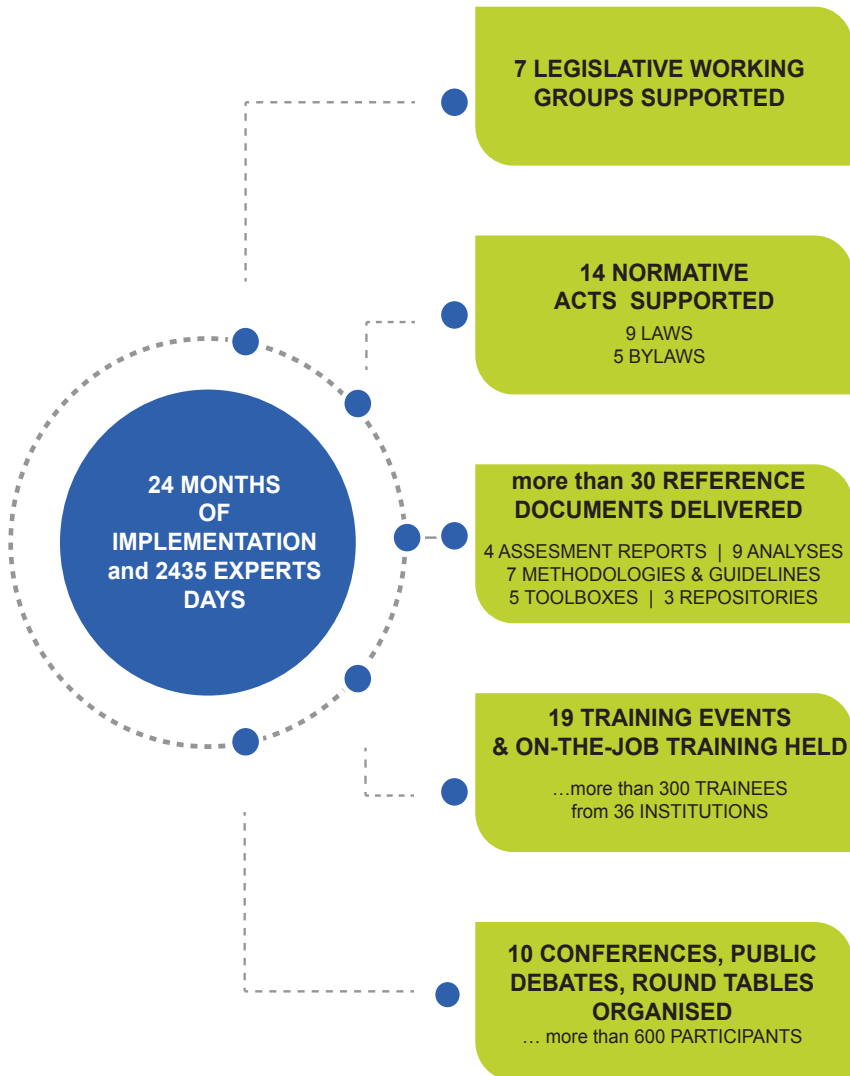 7 LEGISLATIVE WORKING
GROUPS SUPPORTED
14 NORMATIVE
ACTS SUPPORTED
9 LAWS
5 BYLAWS
24 MONTHS
OF
IMPLEMENTATION
and 2435 EXPERTS
DAYS
more than 30 REFERENCE
DOCUMENTS DELIVERED
4 ASSESMENT REPORTS | 9 ANALYSES
7 METHODOLOGIES & GUIDELINES
5 TOOLBOXES | 3 REPOSITORIES
19 TRAINING EVENTS
& ON-THE-JOB TRAINING HELD
…more than 300 TRAINEES
from 36 INSTITUTIONS
10 CONFERENCES, PUBLIC
DEBATES, ROUND TABLES
ORGANISED
… more than 600 PARTICIPANTS